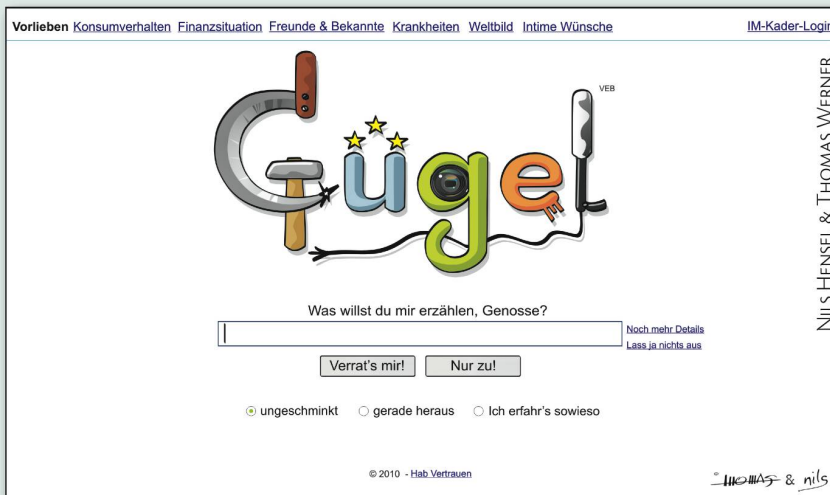 Vorlieben Konsumverhalten Finanzsituation Freunde & Bekannte Krankheiten Weltbild Intime Wünsche IM-Kader-Login
VEB
Gügel
Was willst du mir erzählen, Genosse?
Noch mehr Details
Lass ja nichts aus
Verrat's mir! Nur zu!
ungeschminkt gerade heraus Ich erfahr's sowieso
© 2010 - Hab Vertrauen
NILS HENSEL & THOMAS WERNER
THOMAS & nils